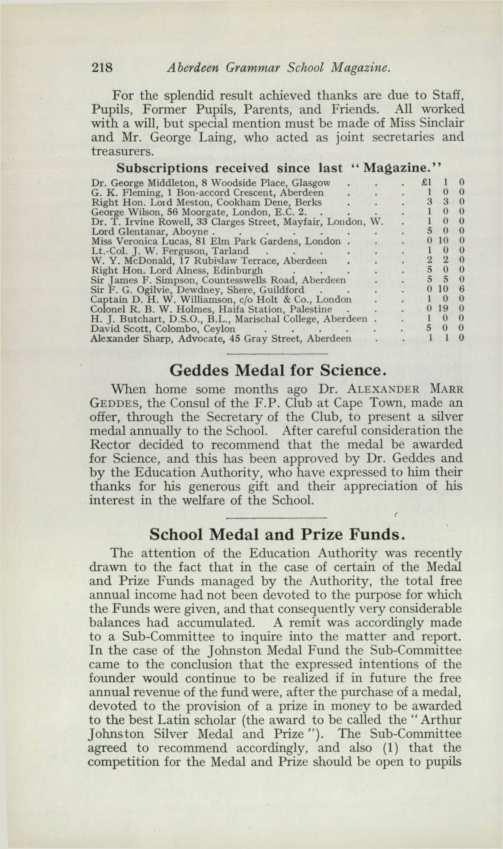 218 Aberdeen Grammar School Magazine.
For the splendid result achieved thanks are due to Staff,
Pupils, Former Pupils, Parents, and Friends. All worked
with a will, but special mention must be made of Miss Sinclair
and Mr. George Laing, who acted as joint secretaries and
treasurers.
Subscriptions received since last "Magazine."
Dr. George Middleton, 8 Woodside Place, Glasgow . . . £1 1 0
G. K. Fleming, 1 Bon-accord Crescent, Aberdeen . . . 1 0 0
Right Hon. Lord Meston, Cookham Dene, Berks . . . 3 3 0
George Wilson, 56 Moorgate, London, E.C. 2. . . . 1 0 0
Dr. T. Irvine Rowell, 33 Clarges Street, Mayfair, London, W. . 1 0 0
Lord Glentanar, Aboyne . . . . . . . 5 0 0
Miss Veronica Lucas, 81 Elm Park Gardens, London . . . 0 10 0
Lt.-Col. J. W. Ferguson, Tarland . . . . 1 0 0
W. Y. McDonald, 17 Rubislaw Terrace, Aberdeen . . . 2 2 0
Right Hon. Lord Alness, Edinburgh . . . . . 5 0 0
Sir James F. Simpson, Countesswells Road, Aberdeen . . 5 5 0
Sir F. G. Ogilvie, Dewdney, Shere, Guildford . . . 0 10 6
Captain D. H. W. Williamson, c/o Holt & Co., London . . 1 0 0
Colonel R. B. W. Holmes, Haifa Station, Palestine . . . 0 19 0
H. J. Butchart, D.S.O., B.L., Marischal College, Aberdeen . . 1 0 0
David Scott, Colombo, Ceylon . . . . . 5 0 0
Alexander Sharp, Advocate, 45 Gray Street, Aberdeen . . 1 1 0
Geddes Medal for Science.
When home some months ago Dr. ALEXANDER MARR
GEDDES, the Consul of the F.P. Club at Cape Town, made an
offer, through the Secretary of the Club, to present a silver
medal annually to the School. After careful consideration the
Rector decided to recommend that the medal be awarded
for Science, and this has been approved by Dr. Geddes and
by the Education Authority, who have expressed to him their
thanks for his generous gift and their appreciation of his
interest in the welfare of the School.
School Medal and Prize Funds.
The attention of the Education Authority was recently
drawn to the fact that in the case of certain of the Medal
and Prize Funds managed by the Authority, the total free
annual income had not been devoted to the purpose for which
the Funds were given, and that consequently very considerable
balances had accumulated. A remit was accordingly made
to a Sub-Committee to inquire into the matter and report.
In the case of the Johnston Medal Fund the Sub-Committee
came to the conclusion that the expressed intentions of the
founder would continue to be realized if in future the free
annual revenue of the fund were, after the purchase of a medal,
devoted to the provision of a prize in money to be awarded
to the best Latin scholar (the award to be called the "Arthur
Johnston Silver Medal and Prize"). The Sub-Committee
agreed to recommend accordingly, and also (1) that the
competition for the Medal and Prize should be open to pupils